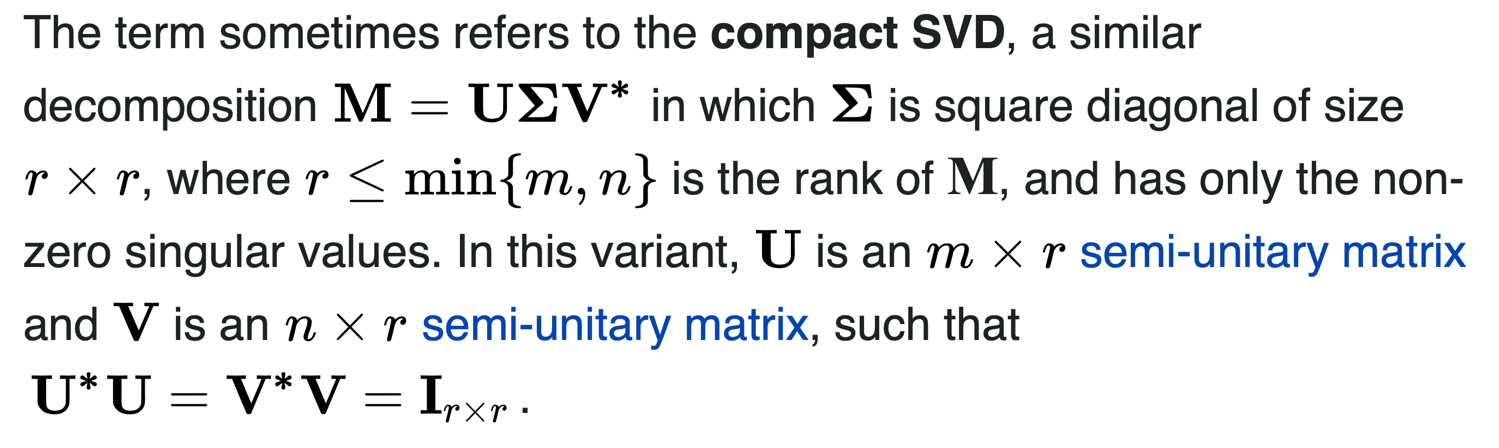 The term sometimes refers to the compact SVD, a similar
decomposition M = UΣV* in which Σ is square diagonal of size
r × r, where r ≤ min{m, n} is the rank of M, and has only the non-
zero singular values. In this variant, U is an m × r semi-unitary matrix
and V is an n × r semi-unitary matrix, such that
U*U = V*V = I_{r×r} .